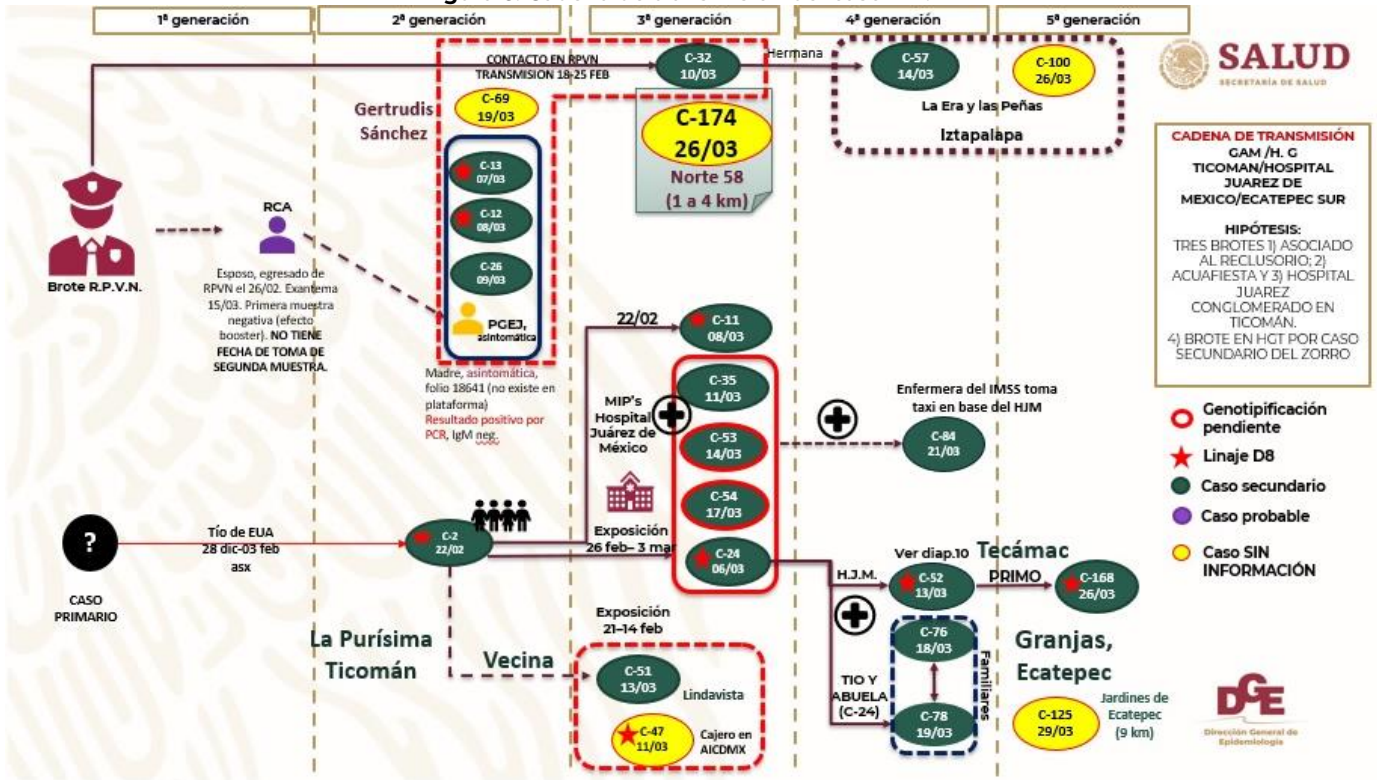 1ª generación
2ª generación
3ª generación
4ª generación
5ª generación
CONTACTO EN RPVN
TRANSMISION 18-25 FEB
C-32
10/03
Hermana
C-57
14/03
C-100
26/03
La Era y las Peñas
Iztapalapa
SALUD
SECRETARÍA DE SALUD
Gertrudis
Sánchez
C-69
19/03
C-174
26/03
Norte 58
(1 a 4 km)
C-13
07/03
C-12
08/03
C-26
09/03
PGEJ,
asintomática
Madre, asintomática,
folio 18641 (no existe en
plataforma)
Resultado positivo por
PCR, IgM neg.
Brote R.P.V.N.
RCA
Esposo, egresado de
RPVN el 26/02. Exantema
15/03. Primera muestra
negativa (efecto
booster). NO TIENE
FECHA DE TOMA DE
SEGUNDA MUESTRA.
CADENA DE TRANSMISIÓN
GAM /H. G
TICOMAN/HOSPITAL
JUAREZ DE
MEXICO/ECATEPEC SUR
HIPÓTESIS:
TRES BROTES 1) ASOCIADO
AL RECLUSORIO; 2)
ACUAFIESTA Y 3) HOSPITAL
JUAREZ
CONGLOMERADO EN
TICOMÁN.
4) BROTE EN HGT POR CASO
SECUNDARIO DEL ZORRO
22/02
C-11
08/03
MIP's
Hospital
Juárez de
México
C-35
11/03
C-53
14/03
C-54
17/03
C-24
06/03
Exposición
26 feb– 3 mar
Enfermera del IMSS toma
taxi en base del HJM
C-84
21/03
Genotipificación
pendiente
Linaje D8
Caso secundario
Caso probable
Caso SIN
INFORMACIÓN
?
CASO
PRIMARIO
Tío de EUA
28 dic-03 feb
asx
C-2
22/02
La Purísima
Ticomán
Vecina
Exposición
21–14 feb
C-51
13/03
Lindavista
C-47
11/03
Cajero en
AICDMX
H.J.M.
Ver diap.10
C-52
13/03
Tecámac
PRIMO
C-168
26/03
TIO Y
ABUELA
(C-24)
C-76
18/03
C-78
19/03
Familiares
Granjas,
Ecatepec
C-125
29/03
Jardines de
Ecatepec
(9 km)
DGE
Dirección General de
Epidemiología